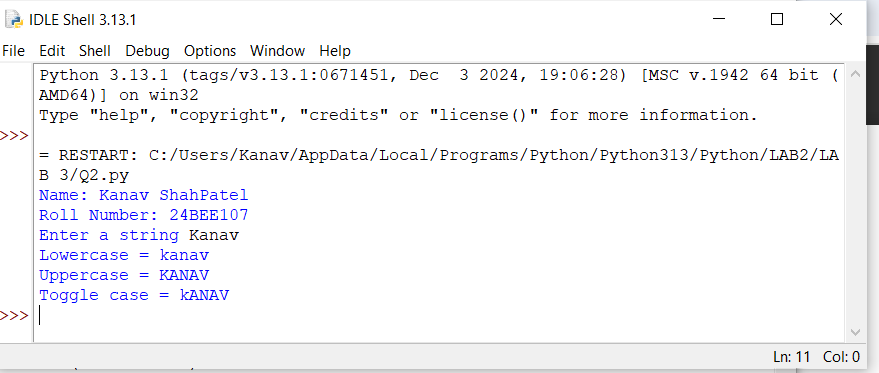 IDLE Shell 3.13.1
File Edit Shell Debug Options Window Help
Python 3.13.1 (tags/v3.13.1:0671451, Dec  3 2024, 19:06:28) [MSC v.1942 64 bit (
AMD64)] on win32
Type "help", "copyright", "credits" or "license()" for more information.
>>>
= RESTART: C:/Users/Kanav/AppData/Local/Programs/Python/Python313/Python/LAB2/LA
B 3/Q2.py
Name: Kanav ShahPatel
Roll Number: 24BEE107
Enter a string Kanav
Lowercase = kanav
Uppercase = KANAV
Toggle case = kANAV
>>>
Ln: 11 Col: 0